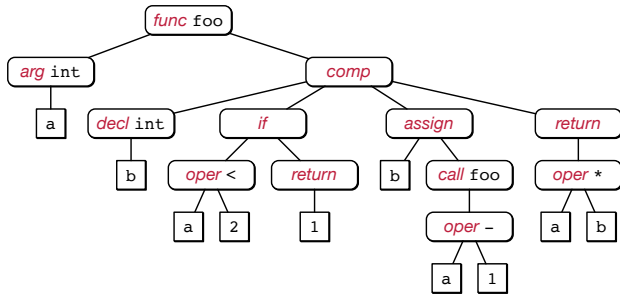 func foo
arg int
comp
a
decl int
if
assign
return
b
oper <
return
b
call foo
oper *
a
2
1
oper –
a
b
a
1